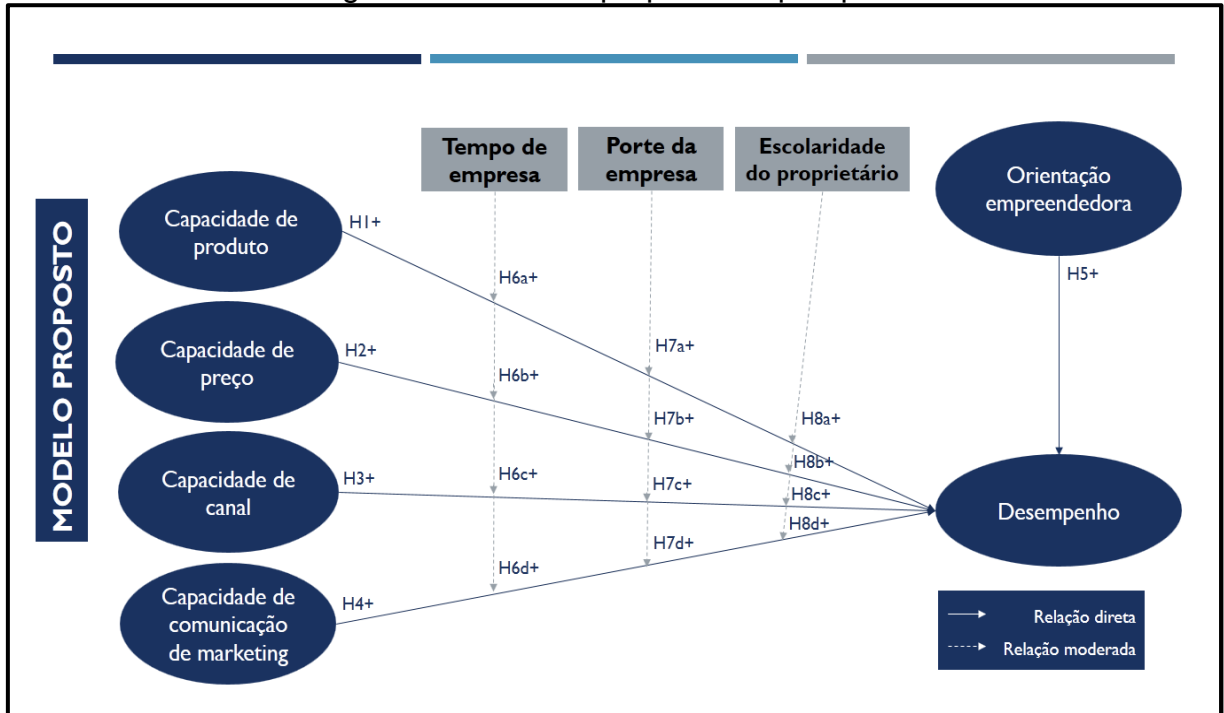 MODELO PROPOSTO
Tempo de
empresa
Porte da
empresa
Escolaridade
do proprietário
Orientação
empreendedora
Capacidade de
produto
Capacidade de
preço
Capacidade de
canal
Capacidade de
comunicação
de marketing
Desempenho
H1+
H2+
H3+
H4+
H5+
H6a+
H6b+
H6c+
H6d+
H7a+
H7b+
H7c+
H7d+
H8a+
H8b+
H8c+
H8d+
Relação direta
Relação moderada